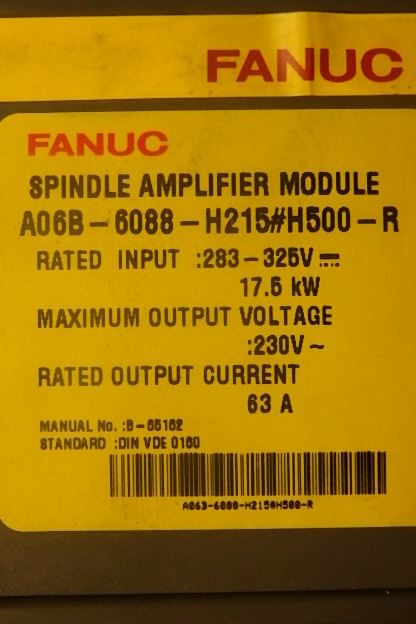 FANUC
FANUC
SPINDLE AMPLIFIER MODULE
A06B-6088-H215#H500-R
RATED INPUT :283-325V⎓
17.5 kW
MAXIMUM OUTPUT VOLTAGE
:230V~
RATED OUTPUT CURRENT
63 A
MANUAL No. :B-65162
STANDARD :DIN VDE 0160
A06B-6088-H215#H500-R